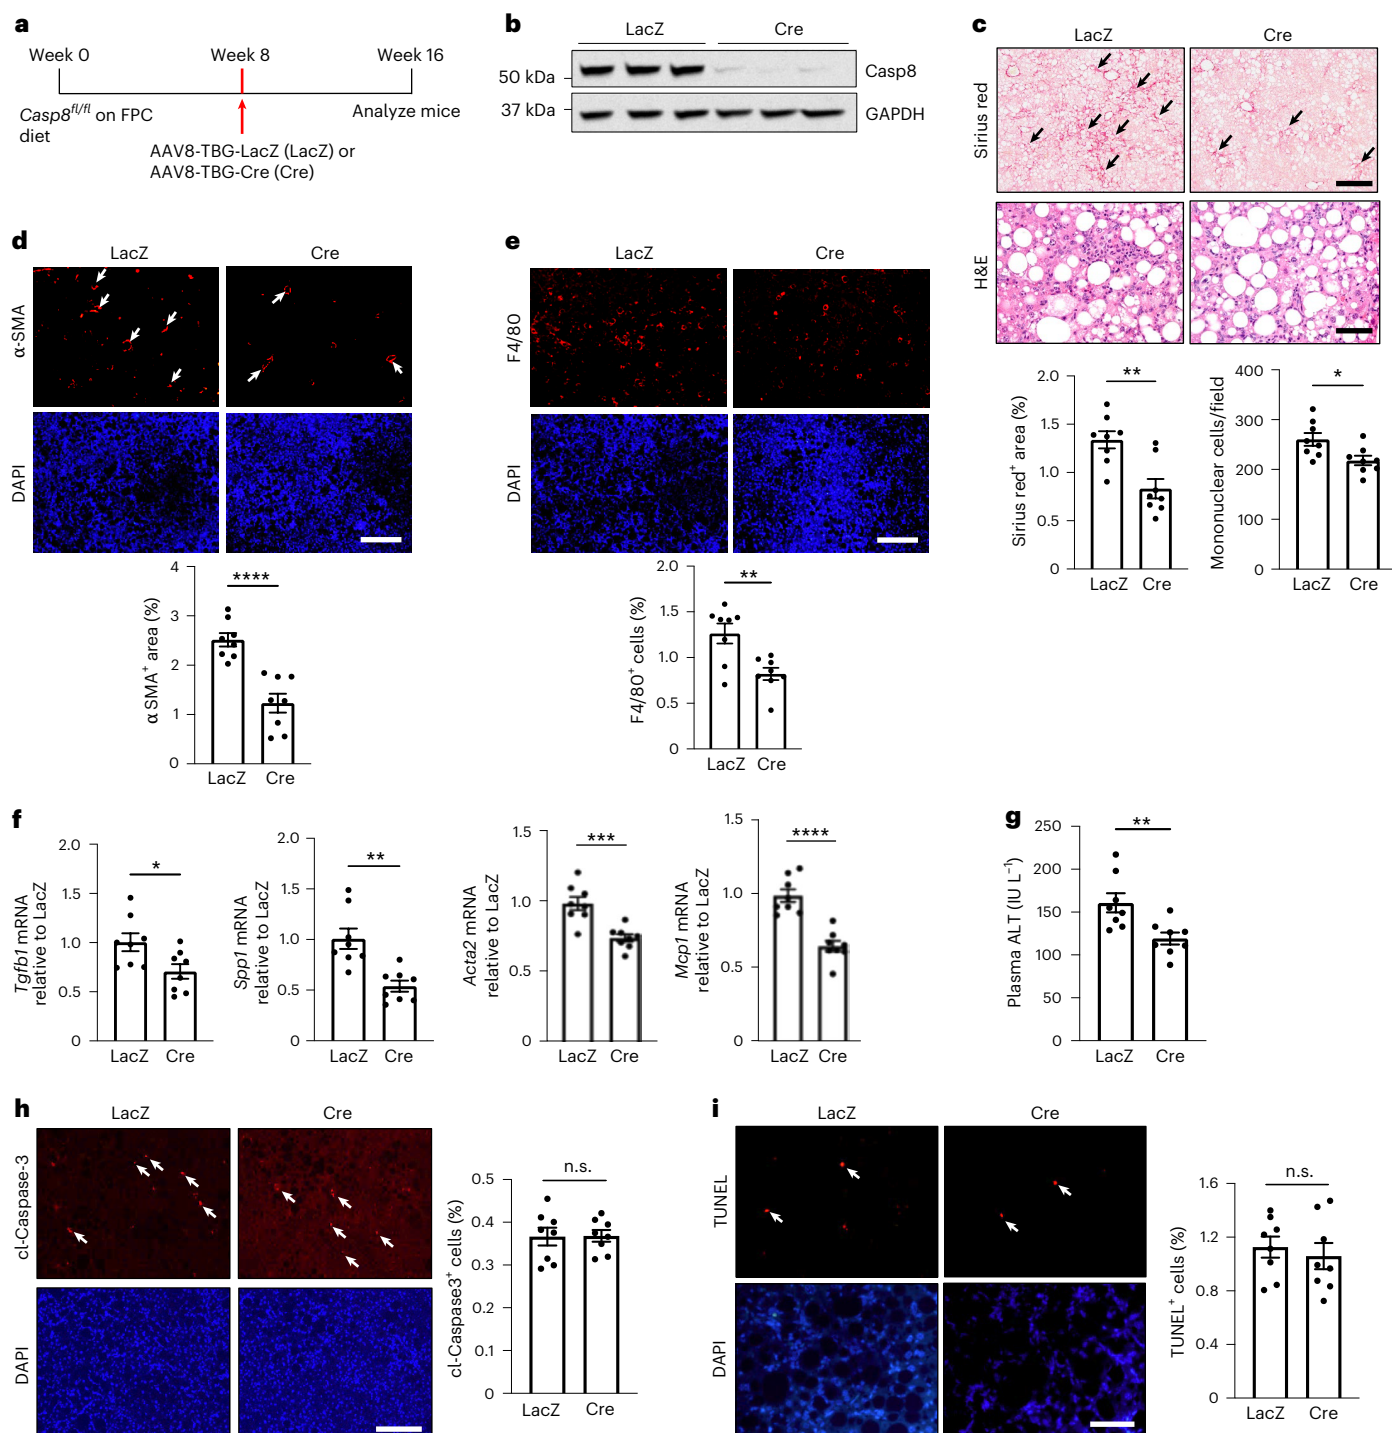 a
Week 0
Week 8
Week 16
Casp8fl/fl on FPC
diet
Analyze mice
AAV8-TBG-LacZ (LacZ) or
AAV8-TBG-Cre (Cre)
b
LacZ
Cre
50 kDa
Casp8
37 kDa
GAPDH
c
LacZ
Cre
Sirius red
H&E
Sirius red+ area (%)
2.0
1.5
1.0
0.5
0
**
LacZ
Cre
Mononuclear cells/field
400
300
200
100
0
*
LacZ
Cre
d
LacZ
Cre
α-SMA
DAPI
α SMA+ area (%)
4
3
2
1
0
****
LacZ
Cre
e
LacZ
Cre
F4/80
DAPI
F4/80+ cells (%)
2.0
1.5
1.0
0.5
0
**
LacZ
Cre
f
Tgfb1 mRNA
relative to LacZ
2.0
1.5
1.0
0.5
0
*
LacZ
Cre
Spp1 mRNA
relative to LacZ
2.0
1.5
1.0
0.5
0
**
LacZ
Cre
Acta2 mRNA
relative to LacZ
1.5
1.0
0.5
0
***
LacZ
Cre
Mcp1 mRNA
relative to LacZ
1.5
1.0
0.5
0
****
LacZ
Cre
g
Plasma ALT (IU L−1)
250
200
150
100
50
0
**
LacZ
Cre
h
LacZ
Cre
cl-Caspase-3
DAPI
cl-Caspase3+ cells (%)
0.5
0.4
0.3
0.2
0.1
0
n.s.
LacZ
Cre
i
LacZ
Cre
TUNEL
DAPI
TUNEL+ cells (%)
1.6
1.2
0.8
0.4
0
n.s.
LacZ
Cre